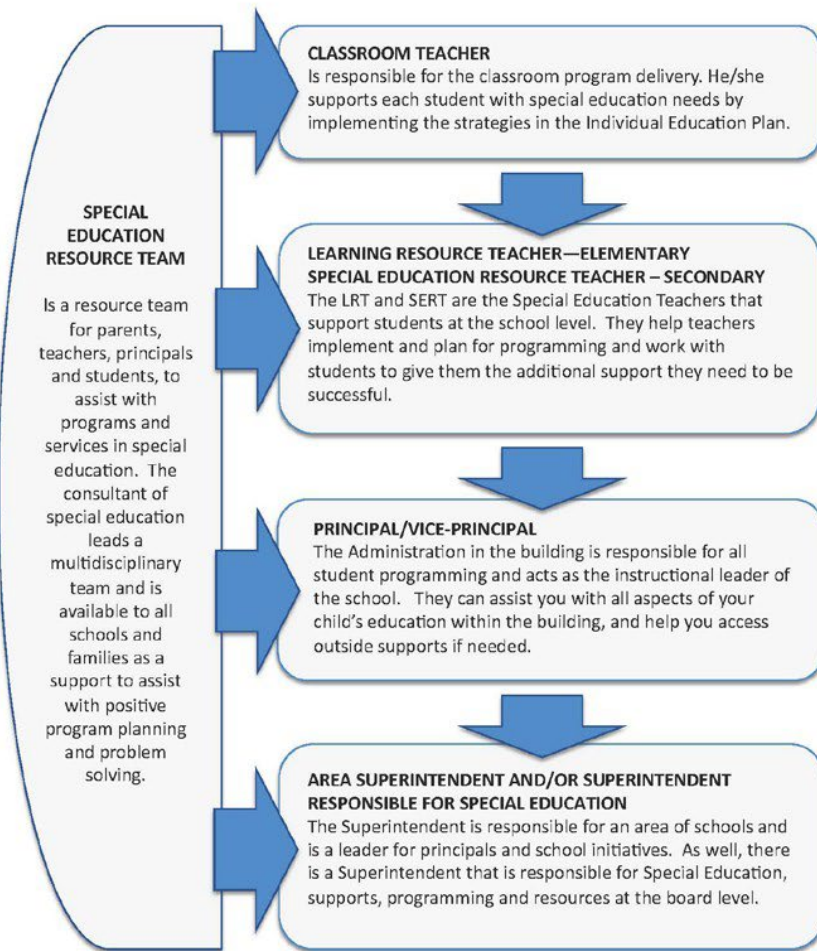 SPECIAL
EDUCATION
RESOURCE TEAM
Is a resource team
for parents,
teachers, principals
and students, to
assist with
programs and
services in special
education.  The
consultant of
special education
leads a
multidisciplinary
team and is
available to all
schools and
families as a
support to assist
with positive
program planning
and problem
solving.
CLASSROOM TEACHER
Is responsible for the classroom program delivery. He/she
supports each student with special education needs by
implementing the strategies in the Individual Education Plan.
LEARNING RESOURCE TEACHER—ELEMENTARY
SPECIAL EDUCATION RESOURCE TEACHER – SECONDARY
The LRT and SERT are the Special Education Teachers that
support students at the school level.  They help teachers
implement and plan for programming and work with
students to give them the additional support they need to be
successful.
PRINCIPAL/VICE-PRINCIPAL
The Administration in the building is responsible for all
student programming and acts as the instructional leader of
the school.   They can assist you with all aspects of your
child's education within the building, and help you access
outside supports if needed.
AREA SUPERINTENDENT AND/OR SUPERINTENDENT
RESPONSIBLE FOR SPECIAL EDUCATION
The Superintendent is responsible for an area of schools and
is a leader for principals and school initiatives.  As well, there
is a Superintendent that is responsible for Special Education,
supports, programming and resources at the board level.